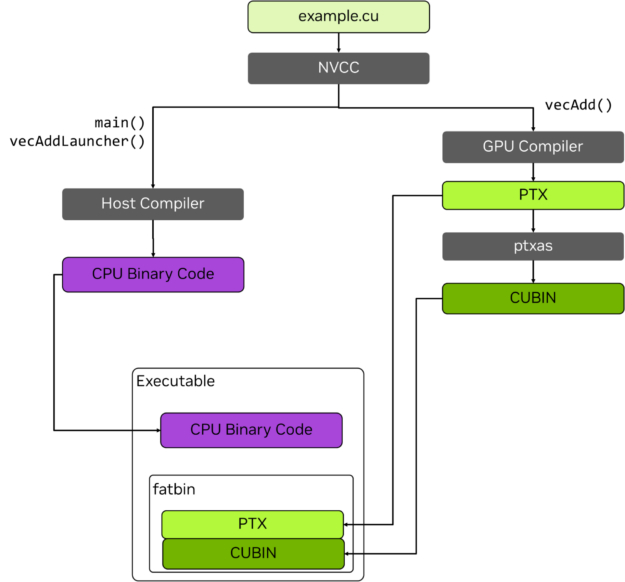 example.cu
NVCC
main()
vecAddLauncher()
vecAdd()
GPU Compiler
Host Compiler
PTX
ptxas
CPU Binary Code
CUBIN
Executable
CPU Binary Code
fatbin
PTX
CUBIN